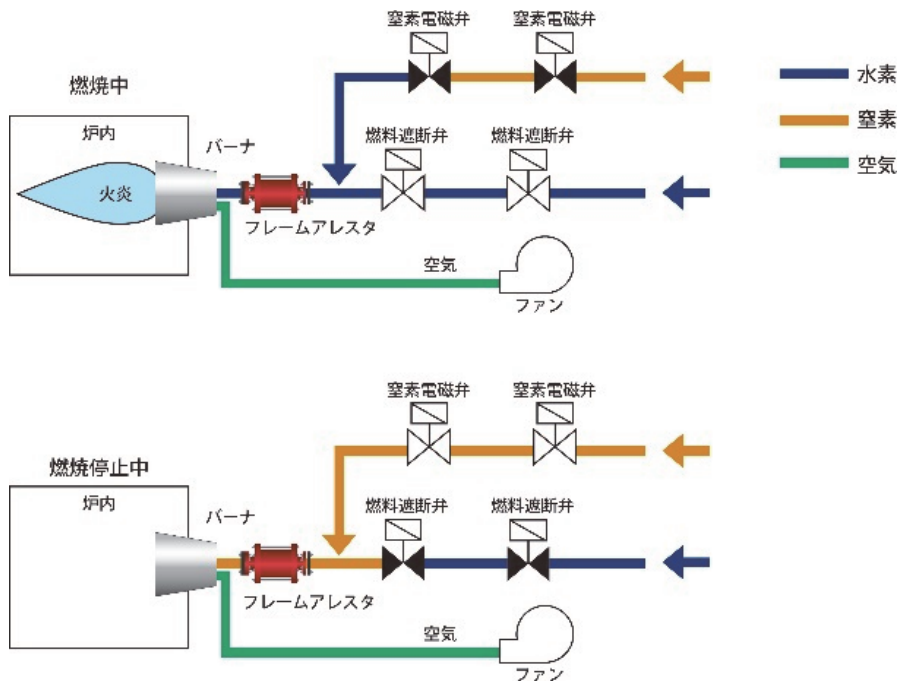 窒素電磁弁 窒素電磁弁
燃焼中
水素
炉内
バーナ
燃料遮断弁 燃料遮断弁
窒素
空気
火炎
フレームアレスタ
空気
ファン
窒素電磁弁 窒素電磁弁
燃焼停止中
炉内
バーナ
燃料遮断弁 燃料遮断弁
フレームアレスタ
空気
ファン